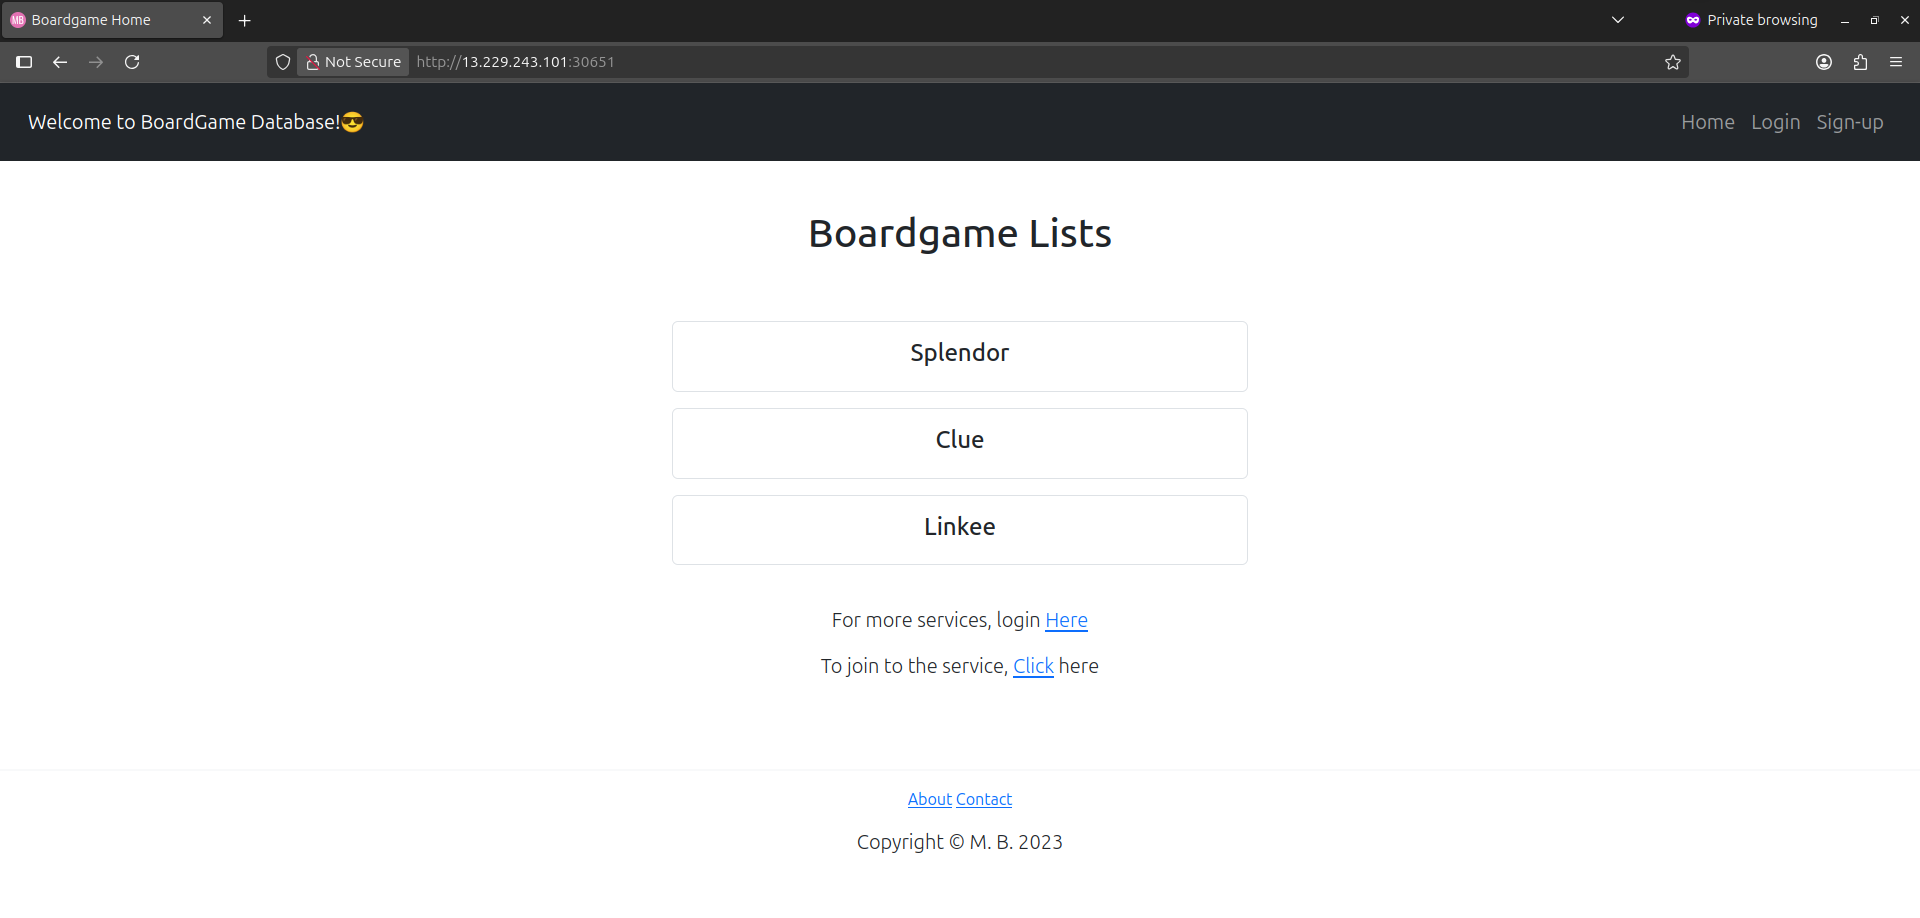 MB Boardgame Home
Private browsing
Not Secure http://13.229.243.101:30651
Welcome to BoardGame Database!😎
Home Login Sign-up
Boardgame Lists
Splendor
Clue
Linkee
For more services, login Here
To join to the service, Click here
About Contact
Copyright © M. B. 2023